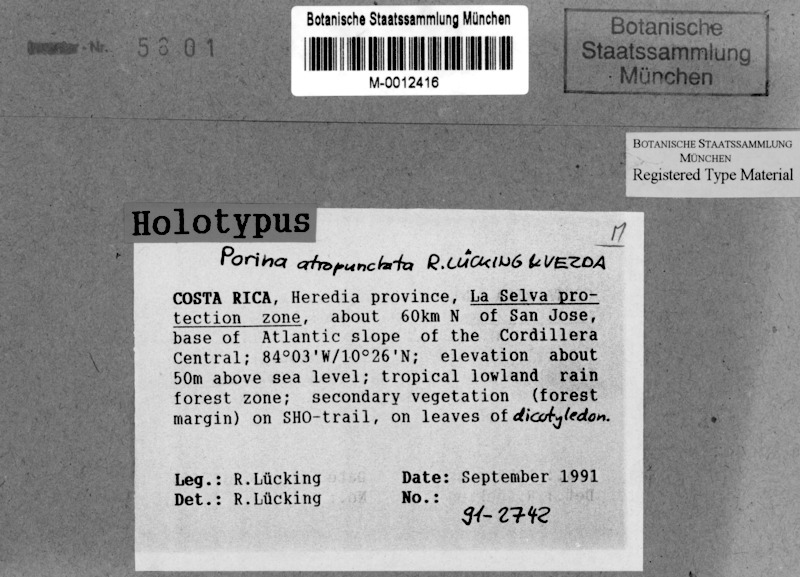 Nr. 5801
Botanische Staatssammlung München
M-0012416
Botanische
Staatssammlung
München
BOTANISCHE STAATSSAMMLUNG
MÜNCHEN
Registered Type Material
Holotypus
M
Porina atropunctata R.LÜCKING & VEZDA
COSTA RICA, Heredia province, La Selva pro-
tection zone, about 60km N of San Jose,
base of Atlantic slope of the Cordillera
Central; 84°03'W/10°26'N; elevation about
50m above sea level; tropical lowland rain
forest zone; secondary vegetation (forest
margin) on SHO-trail, on leaves of dicotyledon.
Leg.: R.Lücking Date: September 1991
Det.: R.Lücking No.:
91-2742